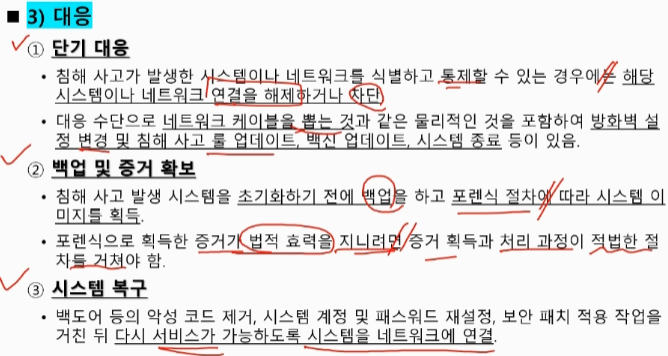 ■ 3) 대응
① 단기 대응
• 침해 사고가 발생한 시스템이나 네트워크를 식별하고 통제할 수 있는 경우에는 해당
시스템이나 네트워크 연결을 해제하거나 차단.
• 대응 수단으로 네트워크 케이블을 뽑는 것과 같은 물리적인 것을 포함하여 방화벽 설
정 변경 및 침해 사고 룰 업데이트, 백신 업데이트, 시스템 종료 등이 있음.
② 백업 및 증거 확보
• 침해 사고 발생 시스템을 초기화하기 전에 백업을 하고 포렌식 절차에 따라 시스템 이
미지를 획득.
• 포렌식으로 획득한 증거가 법적 효력을 지니려면 증거 획득과 처리 과정이 적법한 절
차를 거쳐야 함.
③ 시스템 복구
• 백도어 등의 악성 코드 제거, 시스템 계정 및 패스워드 재설정, 보안 패치 적용 작업을
거친 뒤 다시 서비스가 가능하도록 시스템을 네트워크에 연결.